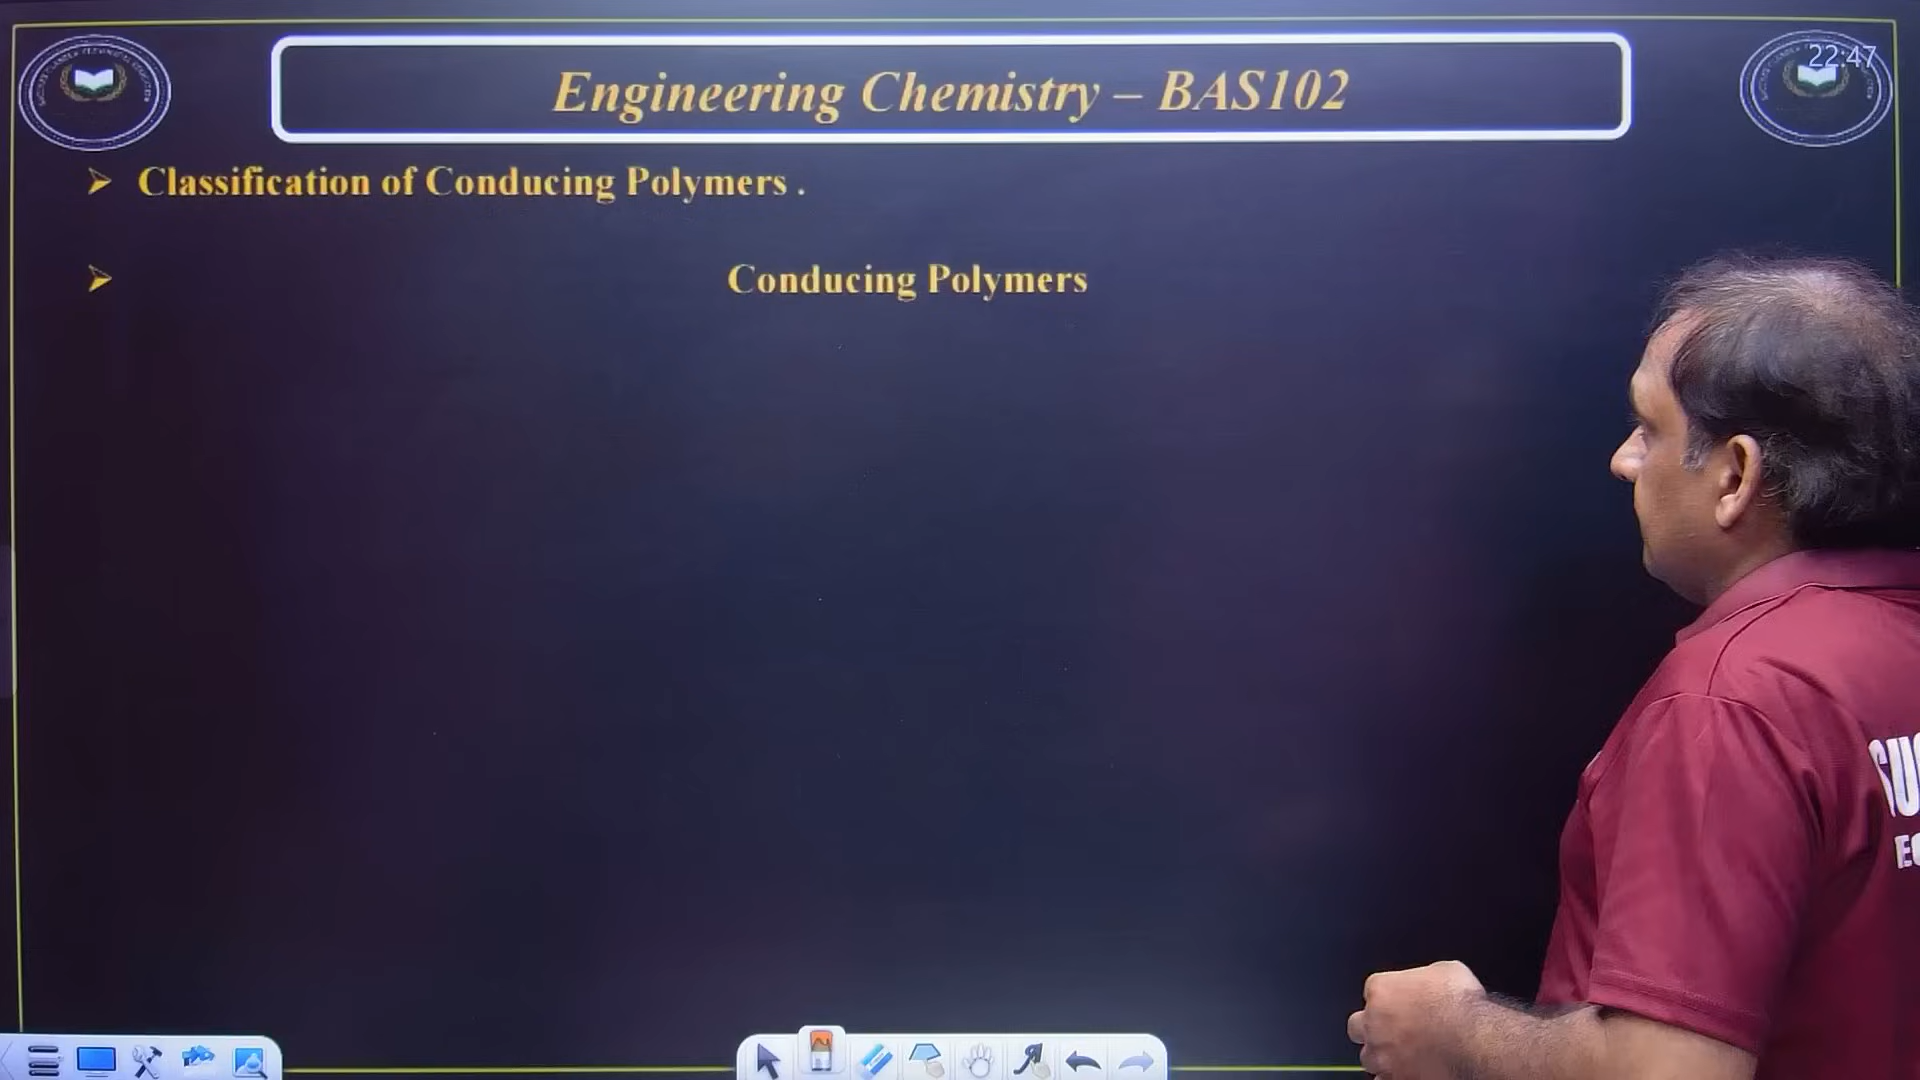 Engineering Chemistry – BAS102
22:47
Classification of Conducing Polymers .
Conducing Polymers